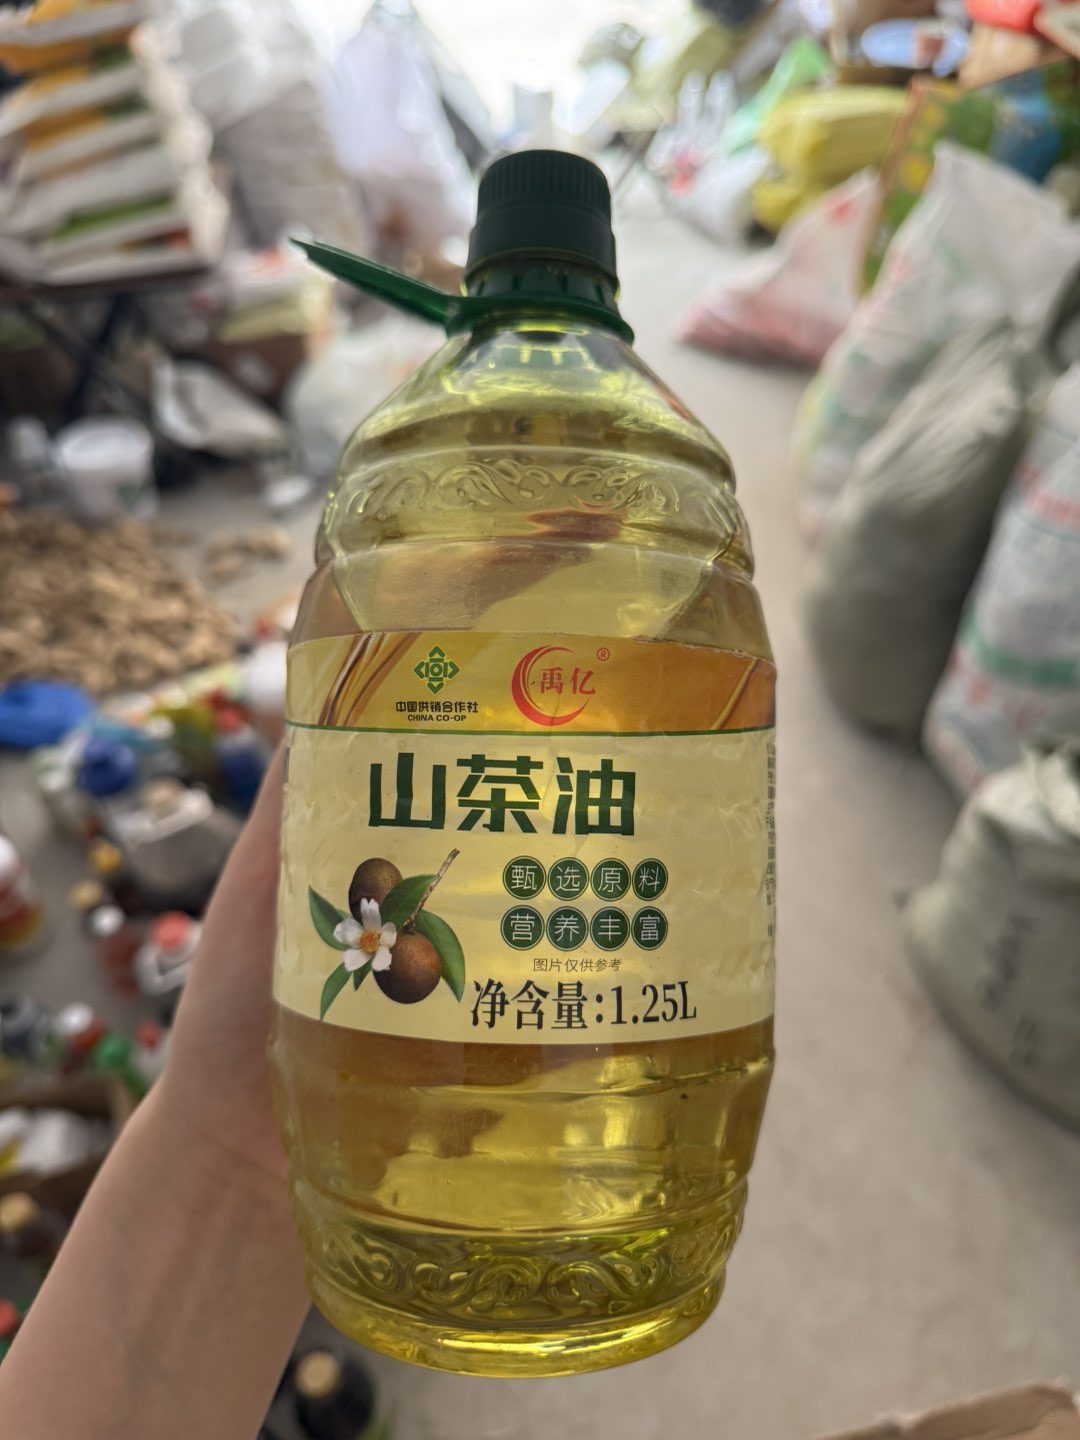 中国供销合作社
CHINA CO-OP
禹亿®
山茶油
甄选原料
营养丰富
图片仅供参考
净含量:1.25L